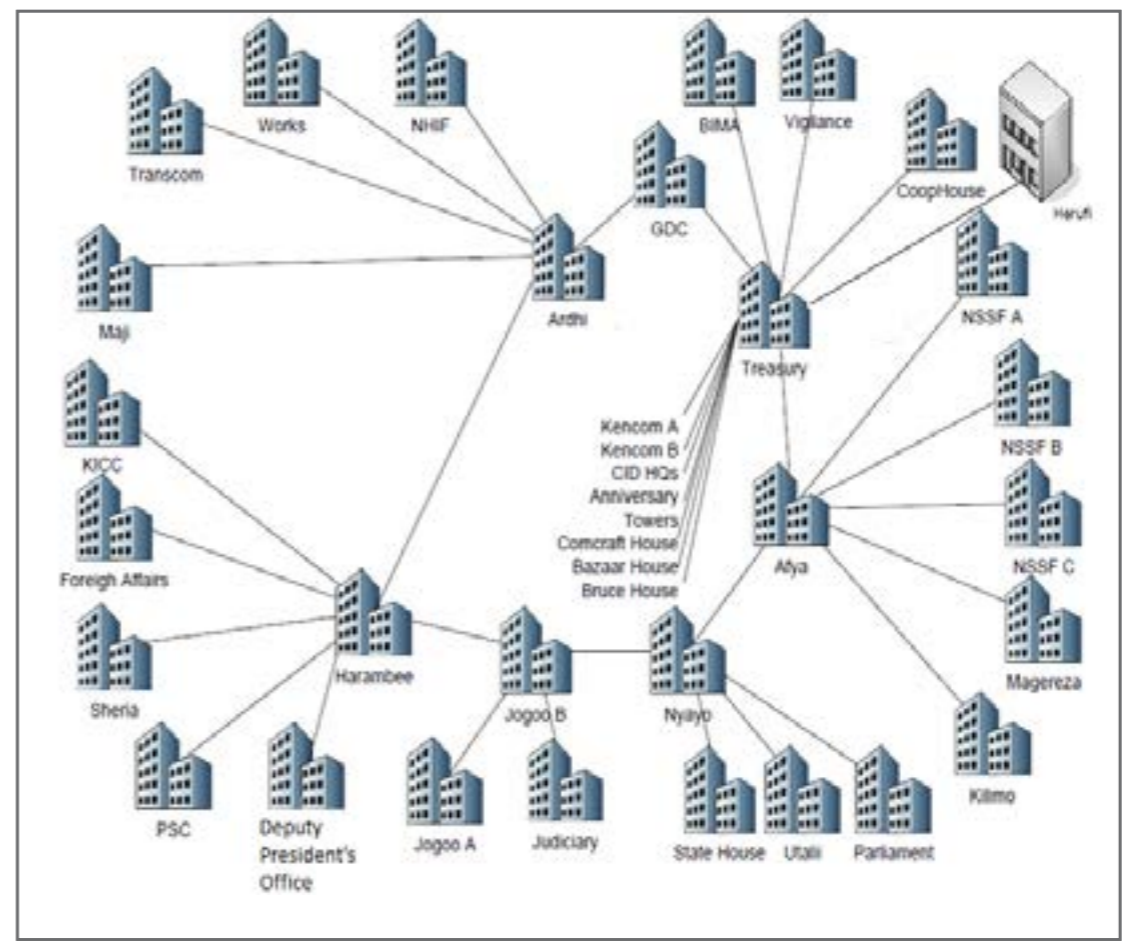 Works
NHIF
BIMA
Vigilance
Transcom
CoopHouse
Herufi
GDC
Maji
Ardhi
NSSF A
Treasury
Kencom A
Kencom B
CID HQs
Anniversary
Towers
Comcraft House
Bazaar House
Bruce House
NSSF B
KICC
Afya
NSSF C
Foreigh Affairs
Harambee
Magereza
Sheria
Jogoo B
Nyayo
Kilimo
PSC
Deputy
President's
Office
Jogoo A
Judiciary
State House
Utalii
Parliament